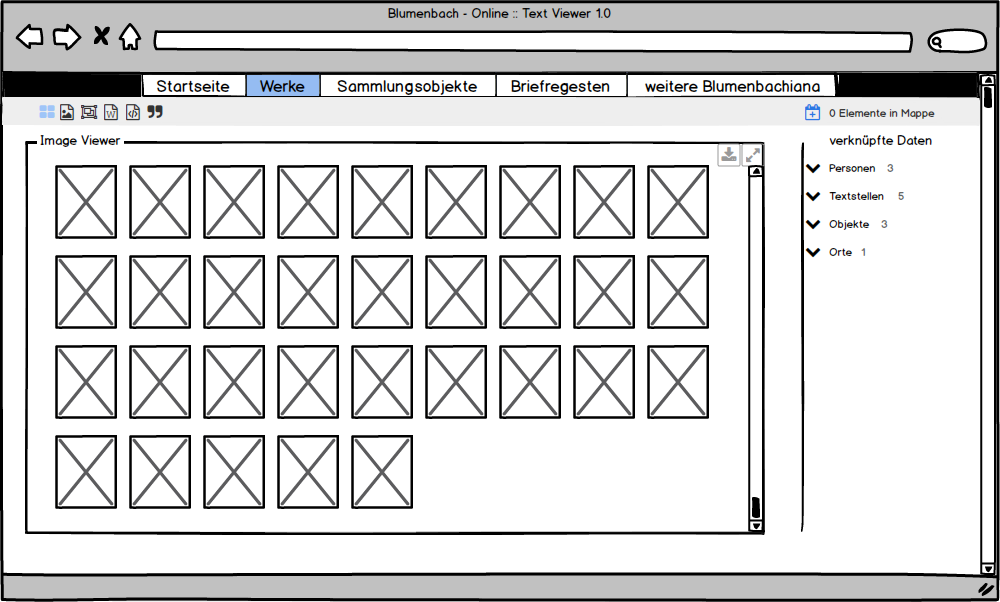 Blumenbach - Online :: Text Viewer 1.0
Startseite Werke Sammlungsobjekte Briefregesten weitere Blumenbachiana
0 Elemente in Mappe
Image Viewer
verknüpfte Daten
Personen 3
Textstellen 5
Objekte 3
Orte 1